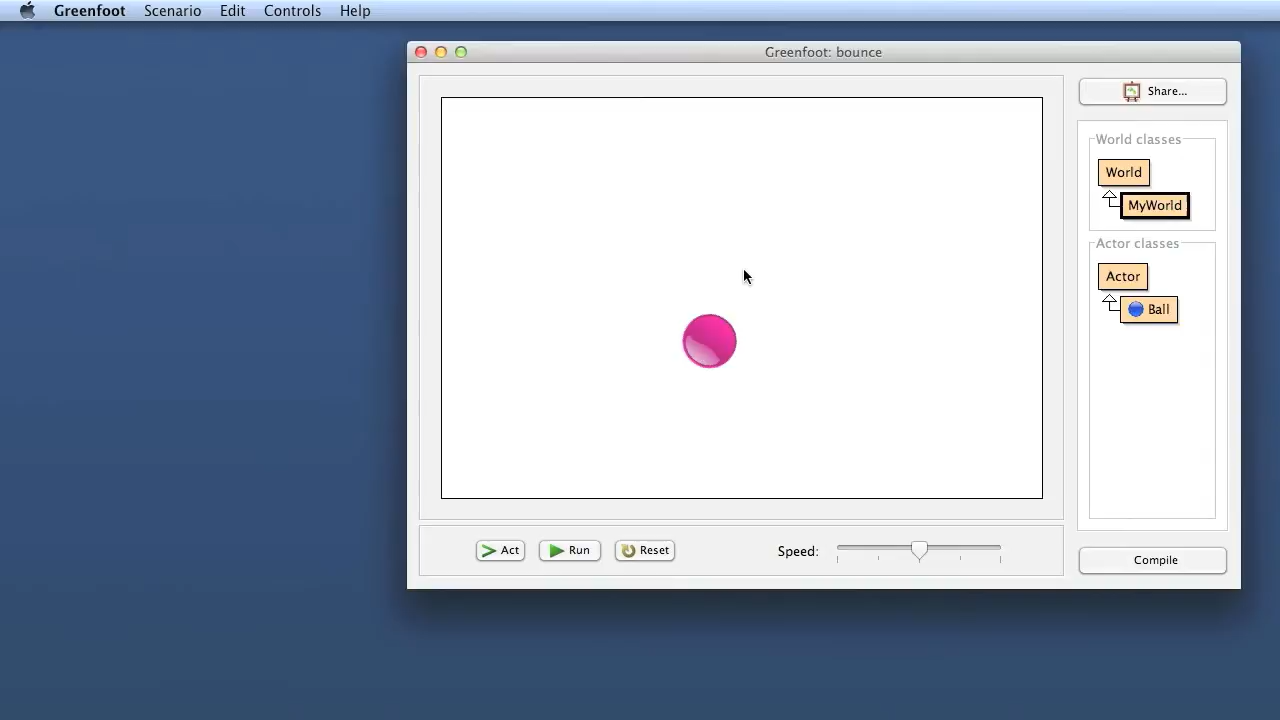 Greenfoot Scenario Edit Controls Help
Greenfoot: bounce
Share...
World classes
World
MyWorld
Actor classes
Actor
Ball
Act Run Reset Speed:
Compile